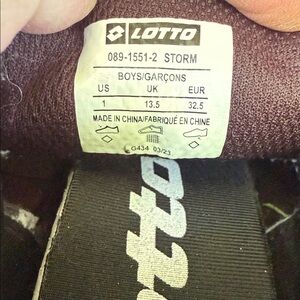 LOTTO
089-1551-2 STORM
BOYS/GARÇONS
US UK EUR
1 13.5 32.5
MADE IN CHINA/FABRIQUÉ EN CHINE
G434 03/23
otto